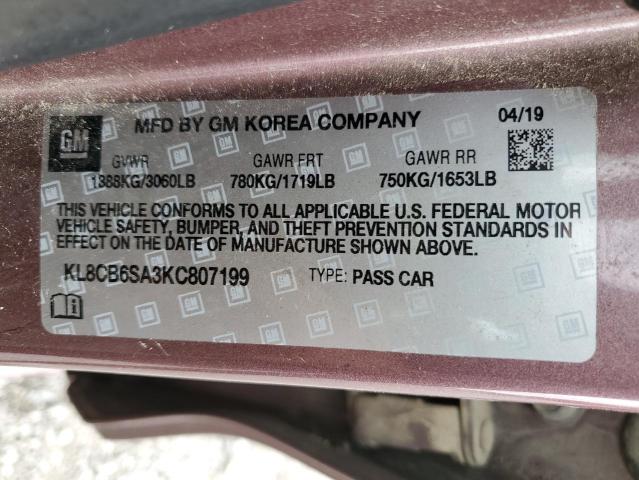 GM
MFD BY GM KOREA COMPANY
04/19
GVWR GAWR FRT GAWR RR
1388KG/3060LB 780KG/1719LB 750KG/1653LB
THIS VEHICLE CONFORMS TO ALL APPLICABLE U.S. FEDERAL MOTOR
VEHICLE SAFETY, BUMPER, AND THEFT PREVENTION STANDARDS IN
EFFECT ON THE DATE OF MANUFACTURE SHOWN ABOVE.
KL8CB6SA3KC807199 TYPE: PASS CAR